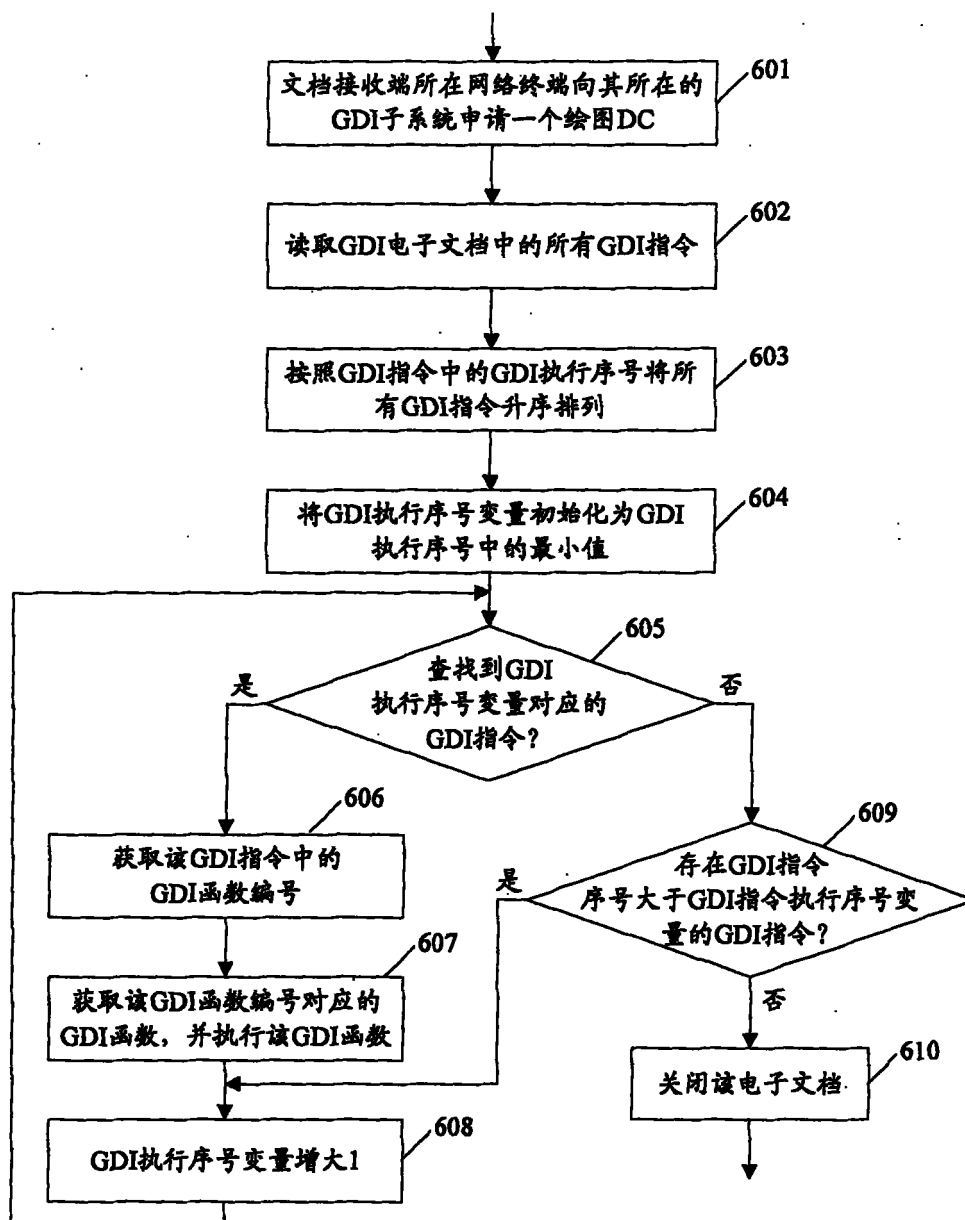 601
文档接收端所在网络终端向其所在的
GDI子系统申请一个绘图DC
602
读取GDI电子文档中的所有GDI指令
603
按照GDI指令中的GDI执行序号将所
有GDI指令升序排列
604
将GDI执行序号变量初始化为GDI
执行序号中的最小值
605
查找到GDI
执行序号变量对应的
GDI指令？
是
否
606
获取该GDI指令中的
GDI函数编号
609
存在GDI指令
序号大于GDI指令执行序号变
量的GDI指令？
是
否
607
获取该GDI函数编号对应的
GDI函数，并执行该GDI函数
610
关闭该电子文档
608
GDI执行序号变量增大1